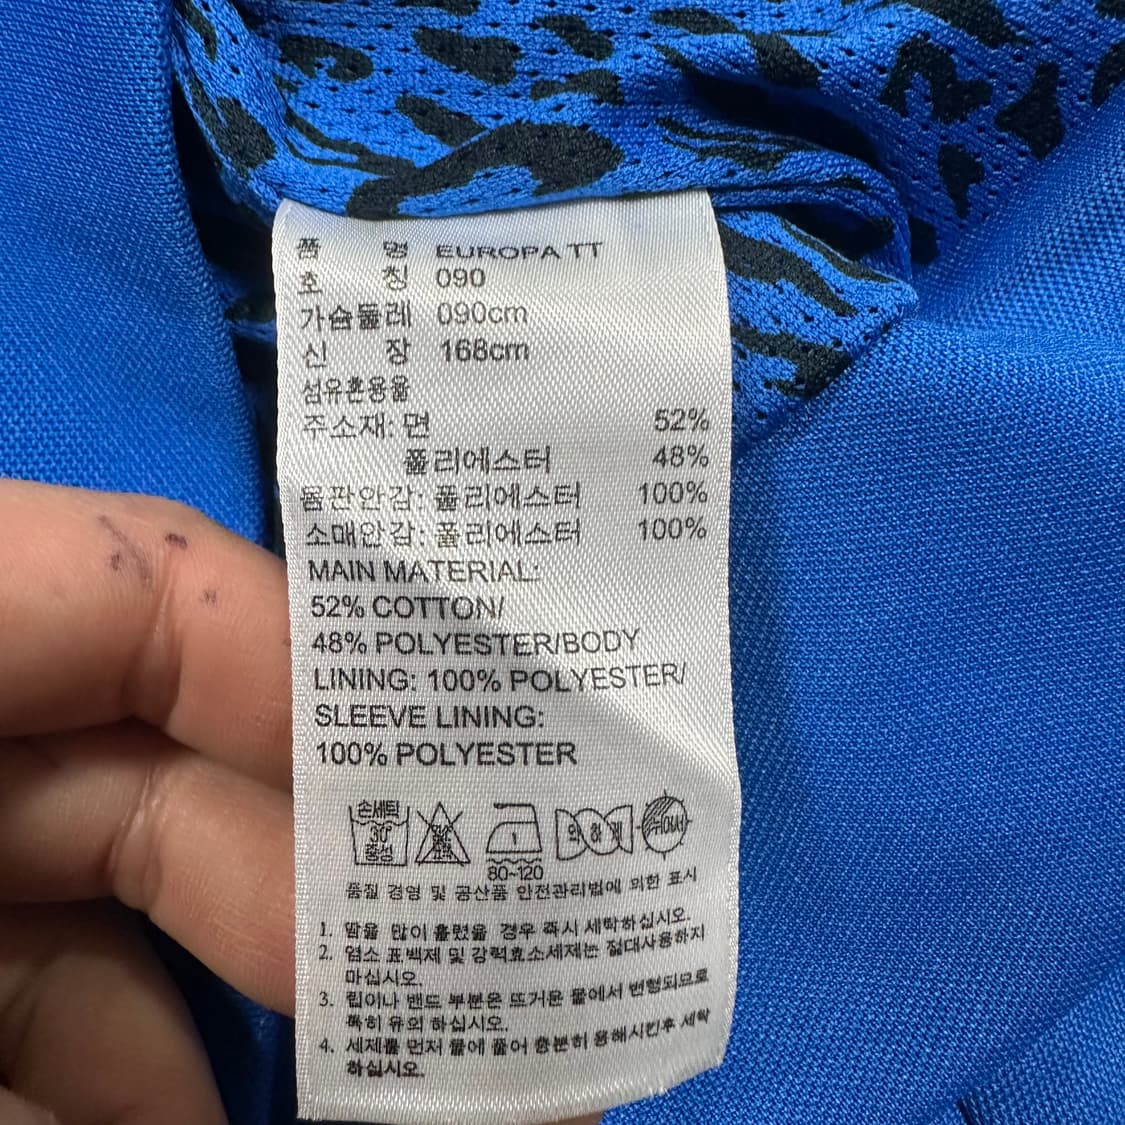 품 명 EUROPA TT
호 칭 090
가슴둘레 090cm
신 장 168cm
섬유혼용율
주소재: 면 52%
폴리에스터 48%
몸판안감: 폴리에스터 100%
소매안감: 폴리에스터 100%
MAIN MATERIAL:
52% COTTON/
48% POLYESTER/BODY
LINING: 100% POLYESTER/
SLEEVE LINING:
100% POLYESTER
손세탁
30°
중성
1
약하게
80~120
품질 경영 및 공산품 안전관리법에 의한 표시
1. 땀을 많이 흘렸을 경우 즉시 세탁하십시오.
2. 염소 표백제 및 강력효소세제는 절대사용하지
마십시오.
3. 립이나 밴드 부분은 뜨거운 물에서 변형되므로
특히 유의 하십시오.
4. 세제를 먼저 물에 풀어 충분히 용해시킨후 세탁
하십시오.